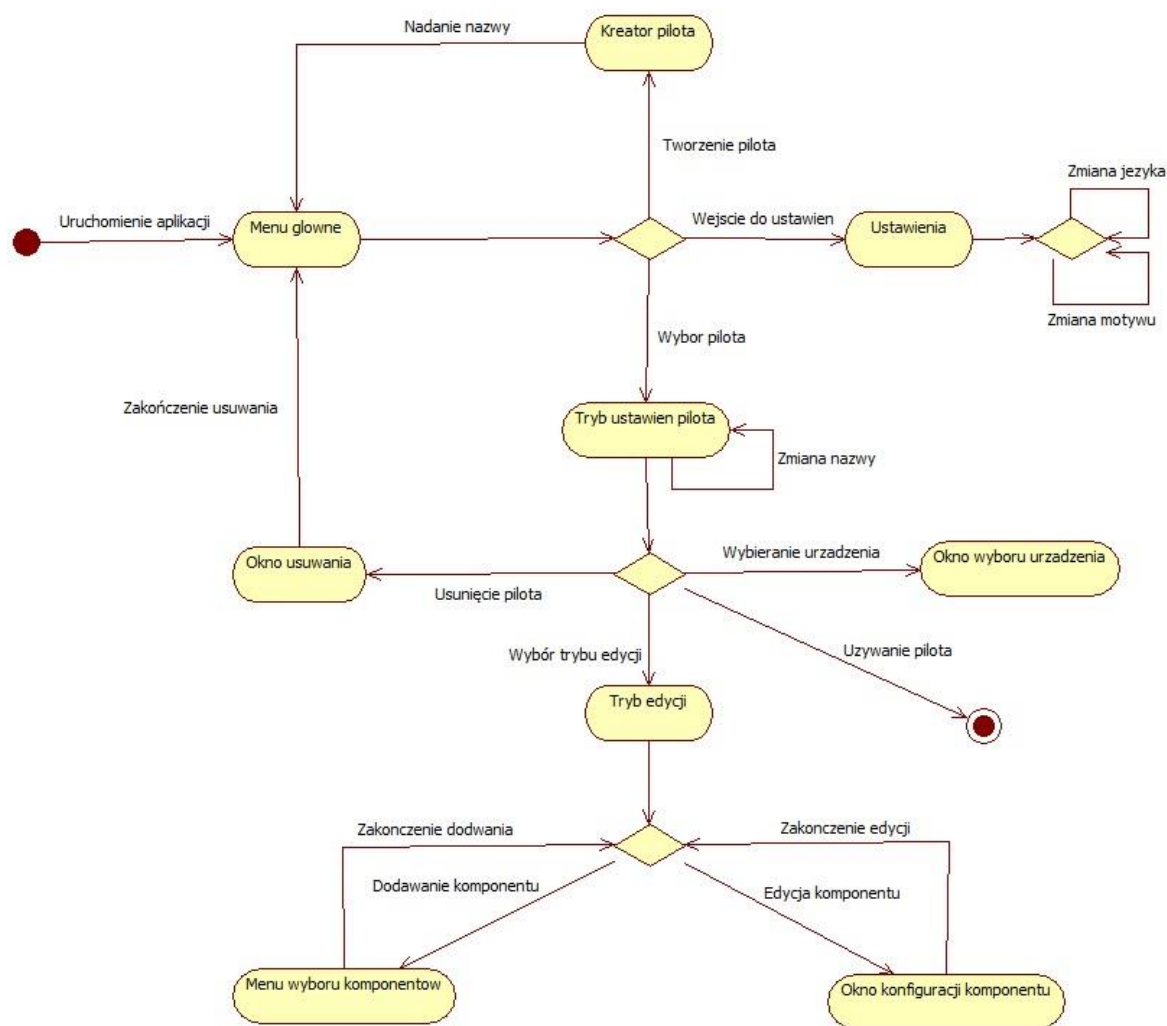 Nadanie nazwy
Kreator pilota
Tworzenie pilota
Zmiana jezyka
Uruchomienie aplikacji
Menu glowne
Wejscie do ustawien
Ustawienia
Zmiana motywu
Wybor pilota
Zakończenie usuwania
Tryb ustawien pilota
Zmiana nazwy
Okno usuwania
Usunięcie pilota
Wybieranie urzadzenia
Okno wyboru urzadzenia
Wybór trybu edycji
Uzywanie pilota
Tryb edycji
Zakonczenie dodwania
Zakonczenie edycji
Dodawanie komponentu
Edycja komponentu
Menu wyboru komponentow
Okno konfiguracji komponentu